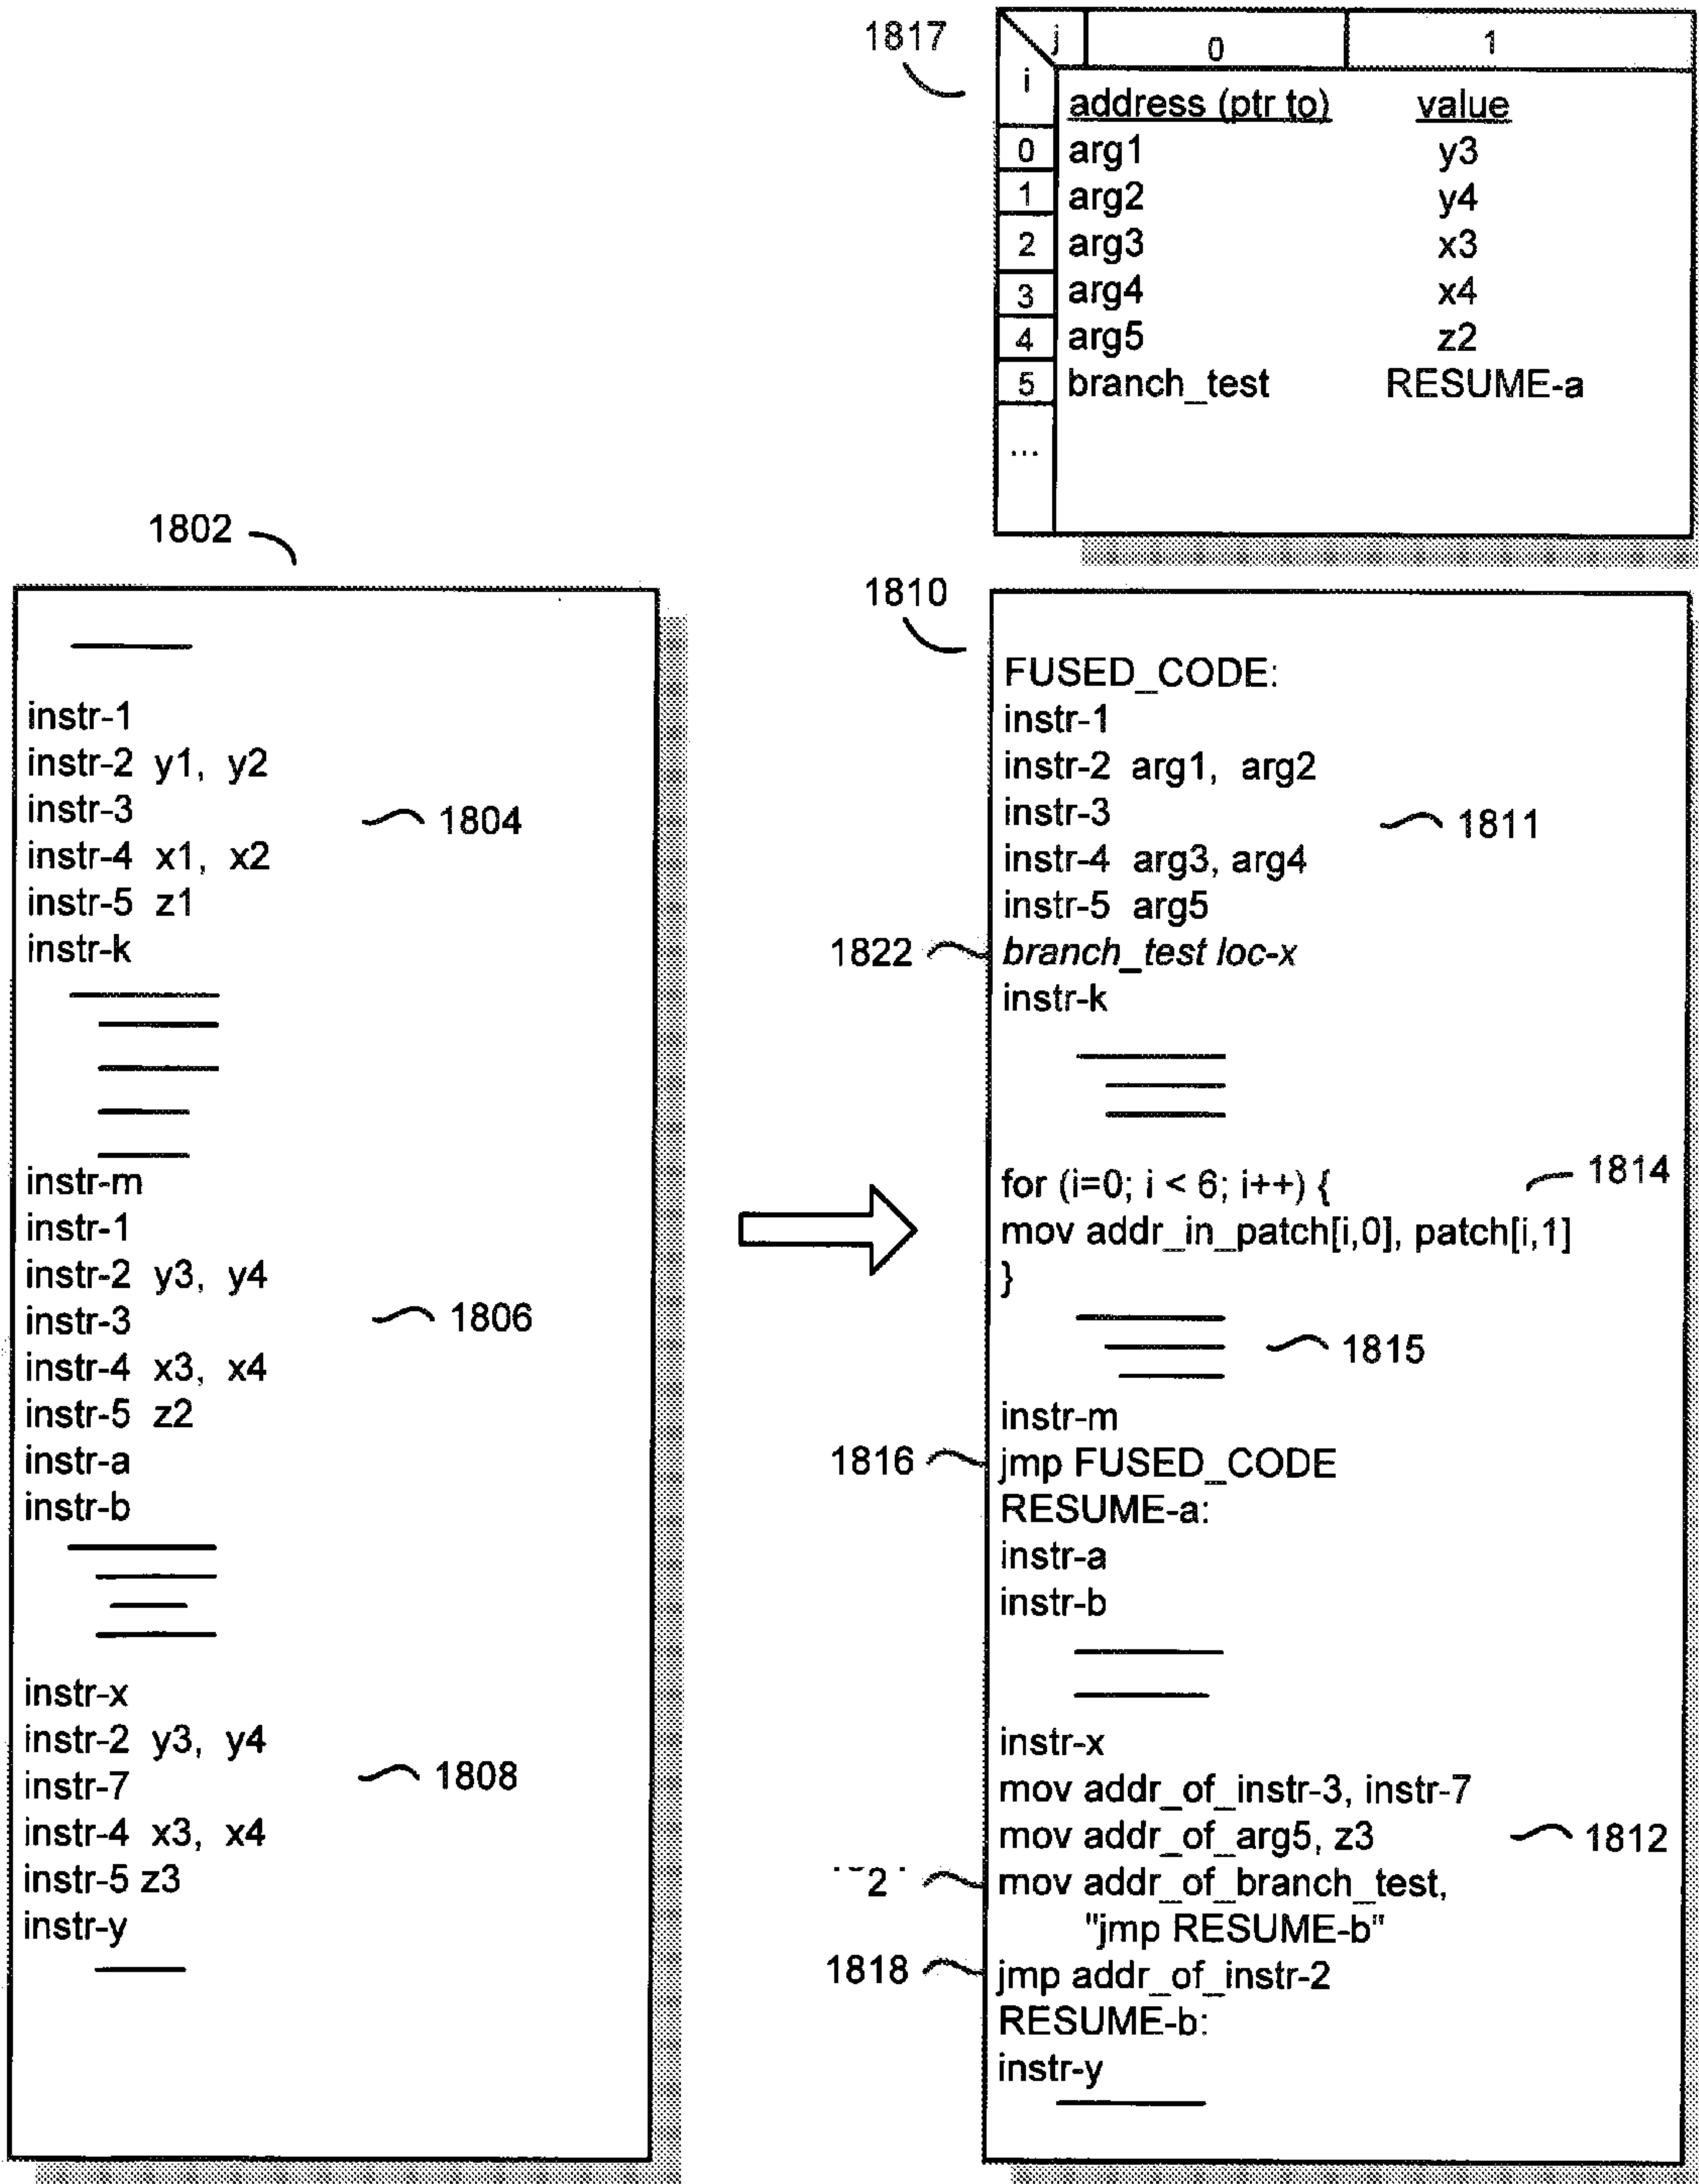 1817
j 0 1
i
address (ptr to) value
0 arg1 y3
1 arg2 y4
2 arg3 x3
3 arg4 x4
4 arg5 z2
5 branch_test RESUME-a
...
1802
instr-1
instr-2 y1, y2
instr-3
1804
instr-4 x1, x2
instr-5 z1
instr-k
instr-m
instr-1
instr-2 y3, y4
instr-3
1806
instr-4 x3, x4
instr-5 z2
instr-a
instr-b
instr-x
instr-2 y3, y4
instr-7
1808
instr-4 x3, x4
instr-5 z3
instr-y
1810
FUSED_CODE:
instr-1
instr-2 arg1, arg2
instr-3
1811
instr-4 arg3, arg4
instr-5 arg5
1822 branch_test loc-x
instr-k
for (i=0; i < 6; i++) {
1814
mov addr_in_patch[i,0], patch[i,1]
}
1815
instr-m
1816 jmp FUSED_CODE
RESUME-a:
instr-a
instr-b
instr-x
mov addr_of_instr-3, instr-7
mov addr_of_arg5, z3
1812
mov addr_of_branch_test,
"jmp RESUME-b"
1818 jmp addr_of_instr-2
RESUME-b:
instr-y